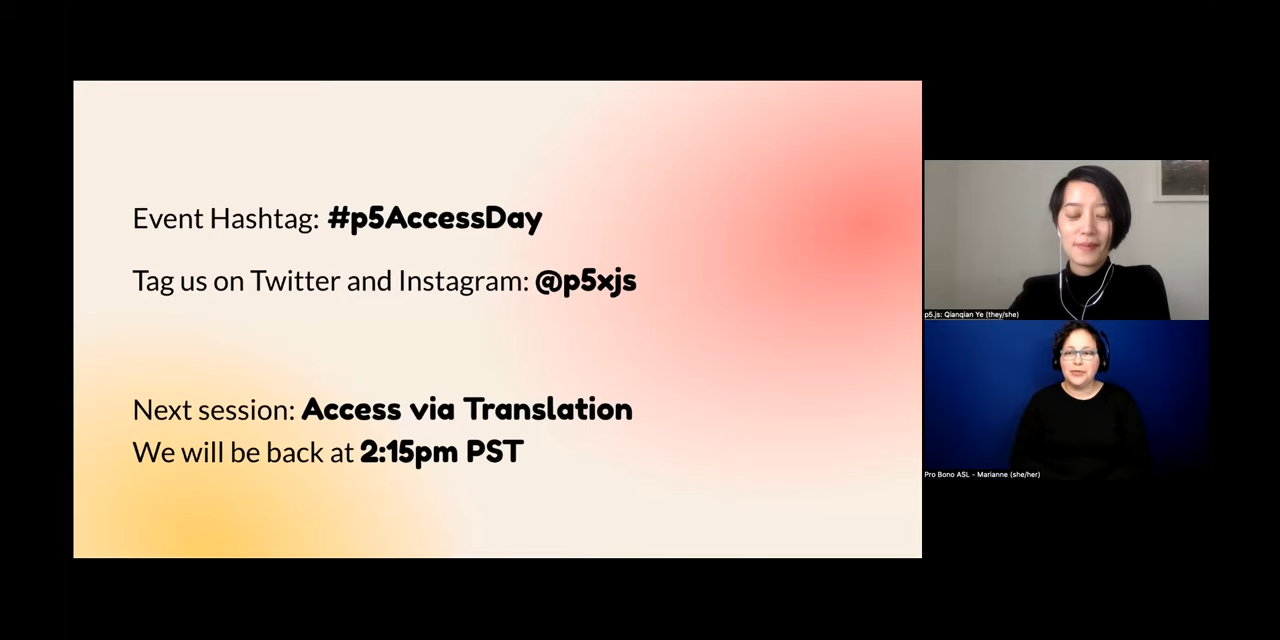 Event Hashtag: #p5AccessDay
Tag us on Twitter and Instagram: @p5xjs
Next session: Access via Translation
We will be back at 2:15pm PST
p5.js: Qianqian Ye (they/she)
Pro Bono ASL - Marianne (she/her)